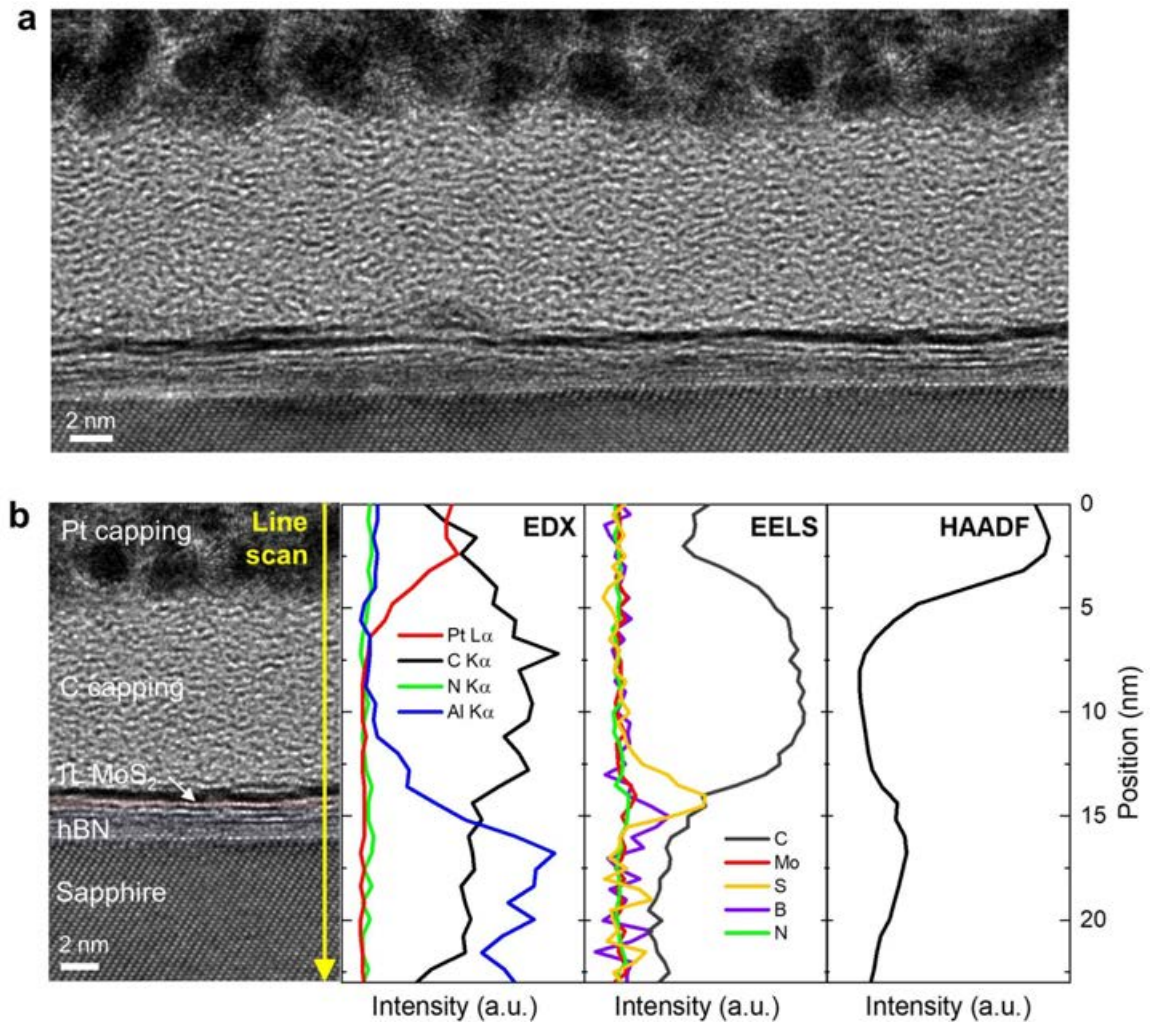 a
2 nm
b
Pt capping
Line
scan
C capping
1L MoS₂
hBN
Sapphire
2 nm
EDX
Pt Lα
C Kα
N Kα
Al Kα
Intensity (a.u.)
EELS
C
Mo
S
B
N
Intensity (a.u.)
HAADF
Intensity (a.u.)
0
5
10
15
20
Position (nm)